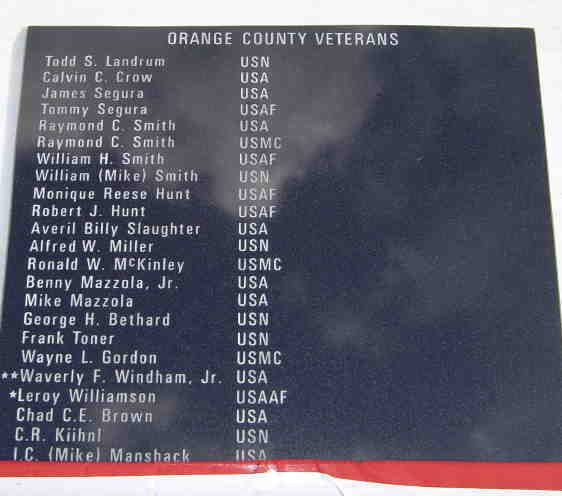 ORANGE COUNTY VETERANS
Todd S. Landrum USN
Calvin C. Crow USA
James Segura USA
Tommy Segura USAF
Raymond C. Smith USA
Raymond C. Smith USMC
William H. Smith USAF
William (Mike) Smith USN
Monique Reese Hunt USAF
Robert J. Hunt USAF
Averil Billy Slaughter USA
Alfred W. Miller USN
Ronald W. McKinley USMC
Benny Mazzola, Jr. USA
Mike Mazzola USA
George H. Bethard USN
Frank Toner USN
Wayne L. Gordon USMC
**Waverly F. Windham, Jr. USA
*Leroy Williamson USAAF
Chad C.E. Brown USA
C.R. Kiihnl USN
(Mike) Manshack USA